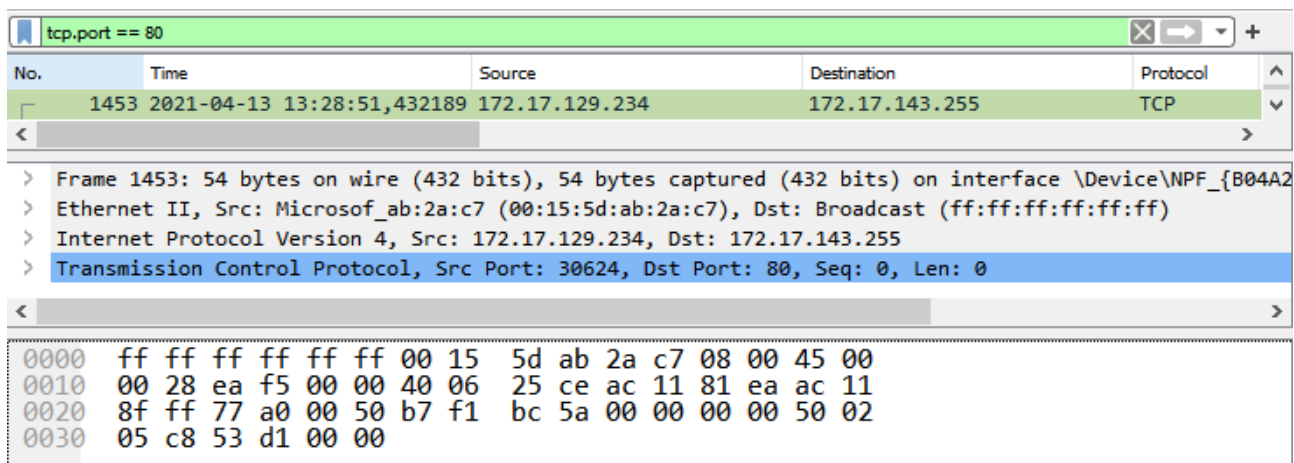 tcp.port == 80
No. Time Source Destination Protocol
1453 2021-04-13 13:28:51,432189 172.17.129.234 172.17.143.255 TCP
Frame 1453: 54 bytes on wire (432 bits), 54 bytes captured (432 bits) on interface \Device\NPF_{B04A2
Ethernet II, Src: Microsof_ab:2a:c7 (00:15:5d:ab:2a:c7), Dst: Broadcast (ff:ff:ff:ff:ff:ff)
Internet Protocol Version 4, Src: 172.17.129.234, Dst: 172.17.143.255
Transmission Control Protocol, Src Port: 30624, Dst Port: 80, Seq: 0, Len: 0
0000 ff ff ff ff ff ff 00 15 5d ab 2a c7 08 00 45 00
0010 00 28 ea f5 00 00 40 06 25 ce ac 11 81 ea ac 11
0020 8f ff 77 a0 00 50 b7 f1 bc 5a 00 00 00 00 50 02
0030 05 c8 53 d1 00 00